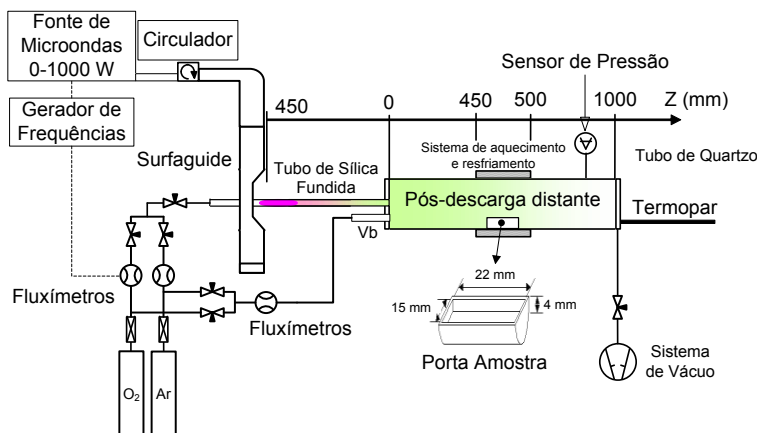 Fonte de
Microondas
0-1000 W
Circulador
Gerador de
Frequências
Sensor de
Pressão
450
0
450
500
1000
Z (mm)
Surfaguide
Tubo de Sílica
Fundida
Sistema de aquecimento
e resfriamento
Tubo de Quartzo
Pós-descarga distante
Vb
Termopar
Fluxímetros
Fluxímetros
22 mm
15 mm
4 mm
Porta Amostra
Sistema
de Vácuo
O2
Ar